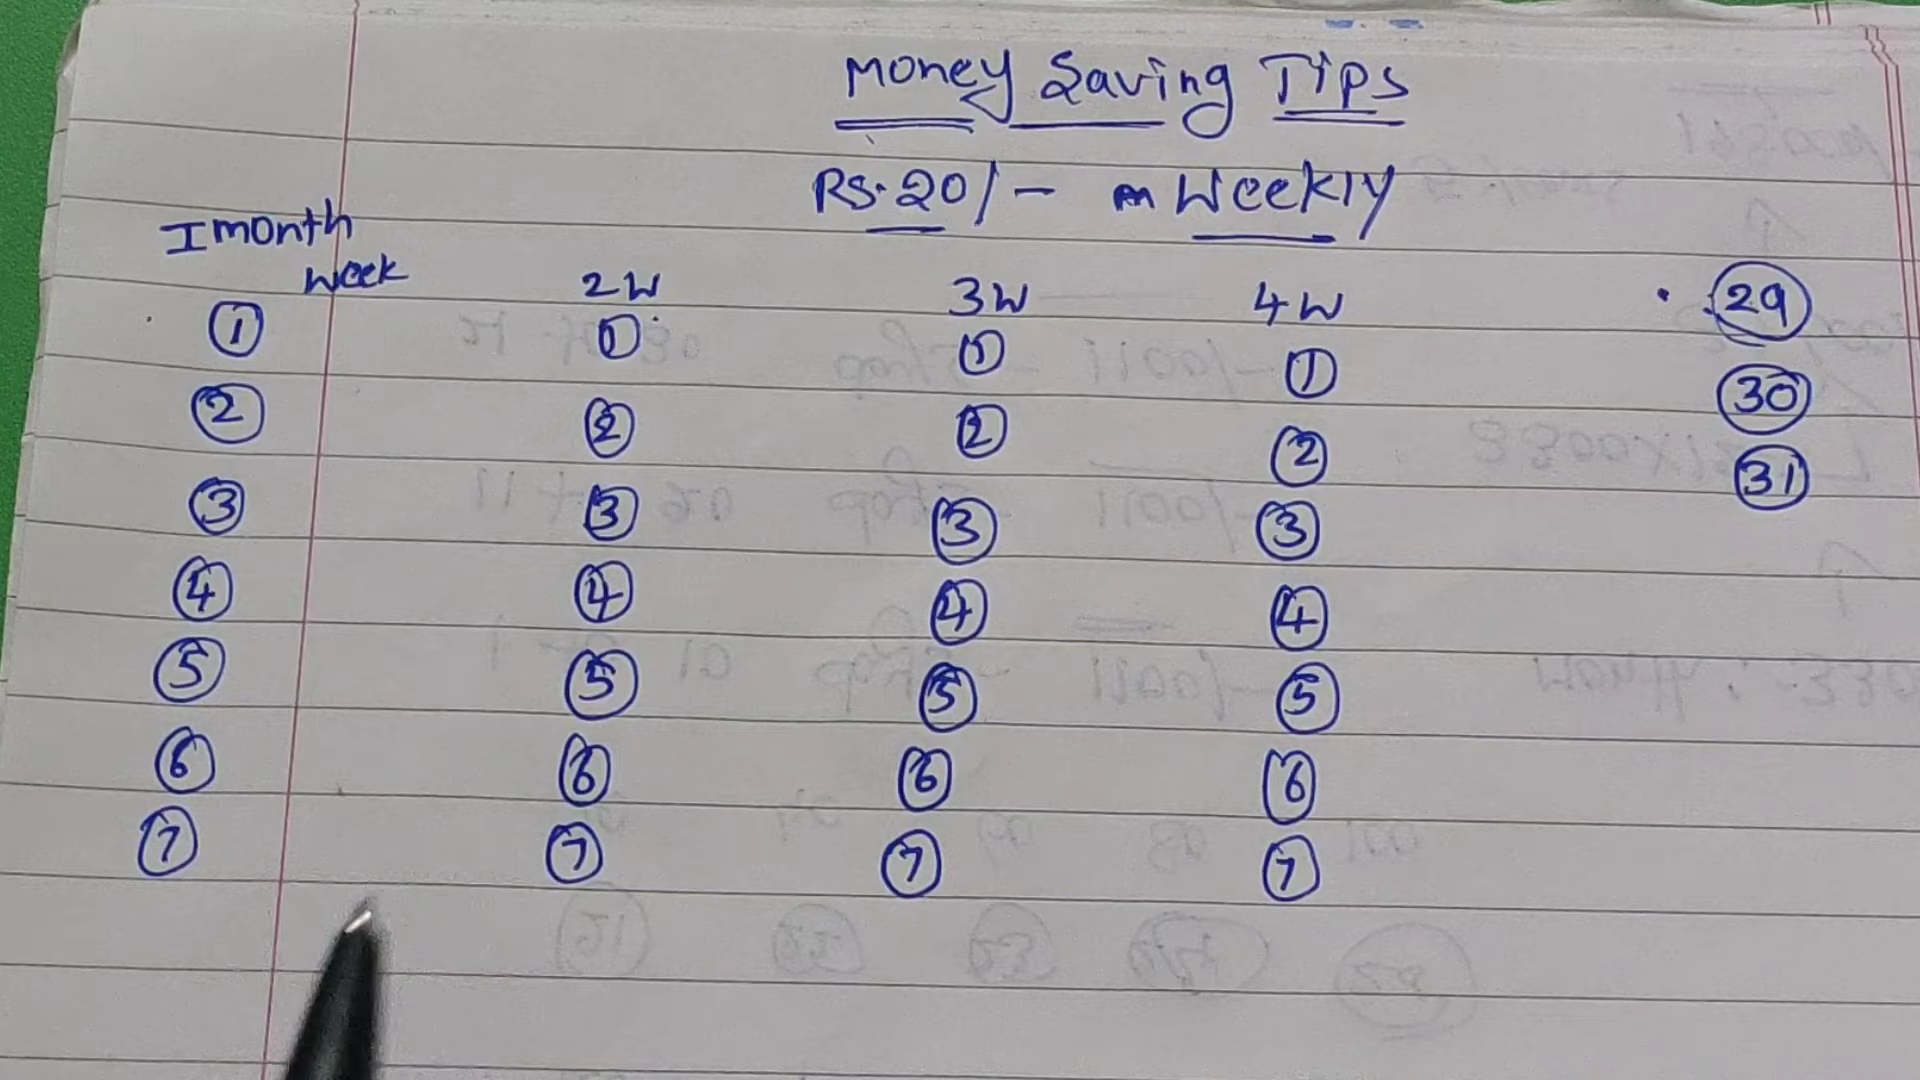 Money Saving Tips
RS.20/- Weekly
I month
week 2W 3W 4W 29
1 1 1 1
2 2 2 2 30
3 3 3 3 31
4 4 4 4
5 5 5 5
6 6 6 6
7 7 7 7